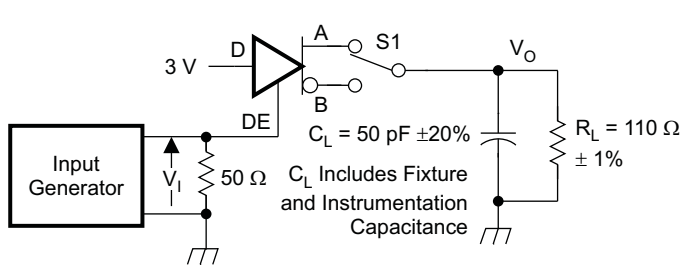 A
S1
D
3 V
V_O
B
DE
C_L = 50 pF ±20%
R_L = 110 Ω
± 1%
Input
Generator
V_I
50 Ω
C_L Includes Fixture
and Instrumentation
Capacitance